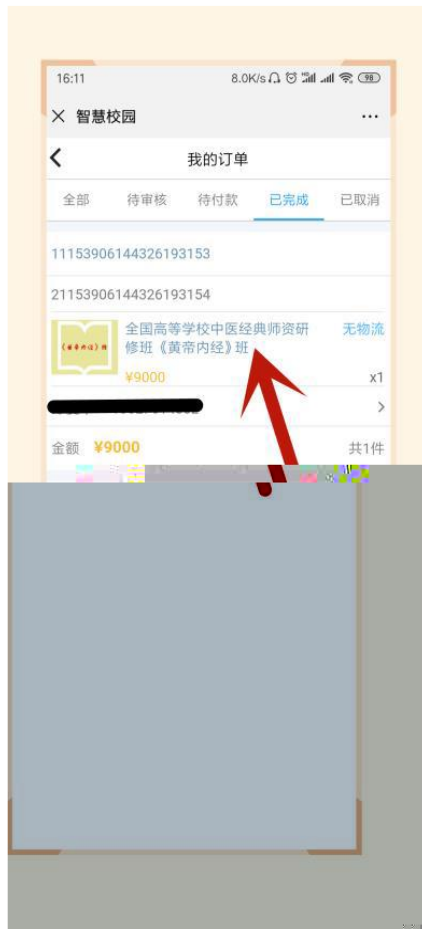 16:11 8.0K/s 98
智慧校园
我的订单
全部 待审核 待付款 已完成 已取消
11153906144326193153
21153906144326193154
全国高等学校中医经典师资研 无物流
修班《黄帝内经》班
¥9000 x1
金额 ¥9000 共1件